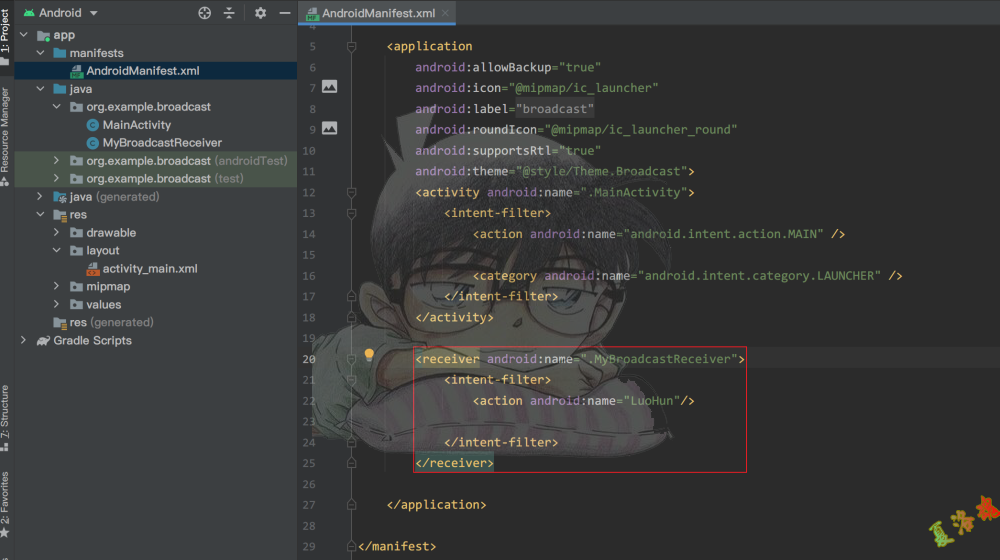 Android
AndroidManifest.xml
1: Project
Resource Manager
7: Structure
2: Favorites
app
manifests
AndroidManifest.xml
java
org.example.broadcast
MainActivity
MyBroadcastReceiver
org.example.broadcast (androidTest)
org.example.broadcast (test)
java (generated)
res
drawable
layout
activity_main.xml
mipmap
values
res (generated)
Gradle Scripts
4
5 <application
6 android:allowBackup="true"
7 android:icon="@mipmap/ic_launcher"
8 android:label="broadcast"
9 android:roundIcon="@mipmap/ic_launcher_round"
10 android:supportsRtl="true"
11 android:theme="@style/Theme.Broadcast">
12 <activity android:name=".MainActivity">
13 <intent-filter>
14 <action android:name="android.intent.action.MAIN" />
15
16 <category android:name="android.intent.category.LAUNCHER" />
17 </intent-filter>
18 </activity>
19
20 <receiver android:name=".MyBroadcastReceiver">
21 <intent-filter>
22 <action android:name="LuoHun"/>
23
24 </intent-filter>
25 </receiver>
26
27 </application>
28
29 </manifest>
夏洛